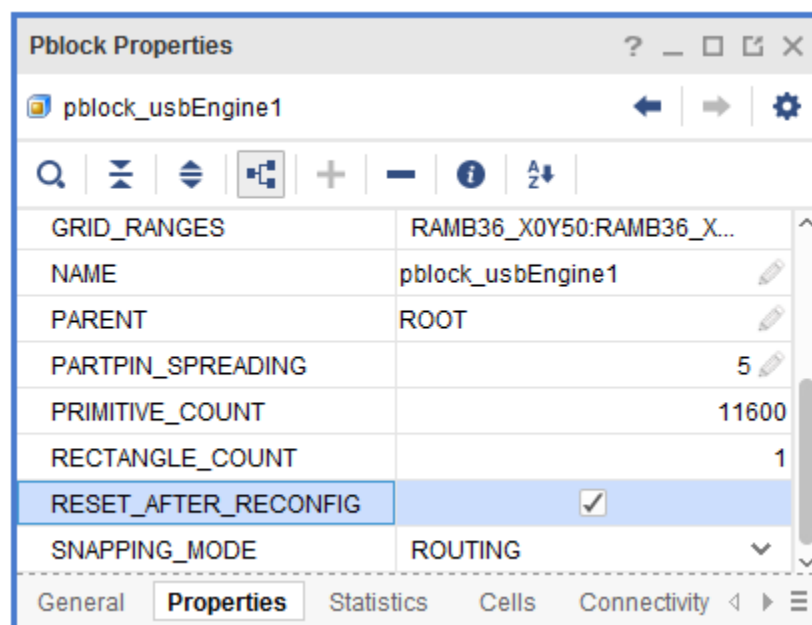 Pblock Properties
pblock_usbEngine1
GRID_RANGES RAMB36_X0Y50:RAMB36_X...
NAME pblock_usbEngine1
PARENT ROOT
PARTPIN_SPREADING 5
PRIMITIVE_COUNT 11600
RECTANGLE_COUNT 1
RESET_AFTER_RECONFIG
SNAPPING_MODE ROUTING
General Properties Statistics Cells Connectivity